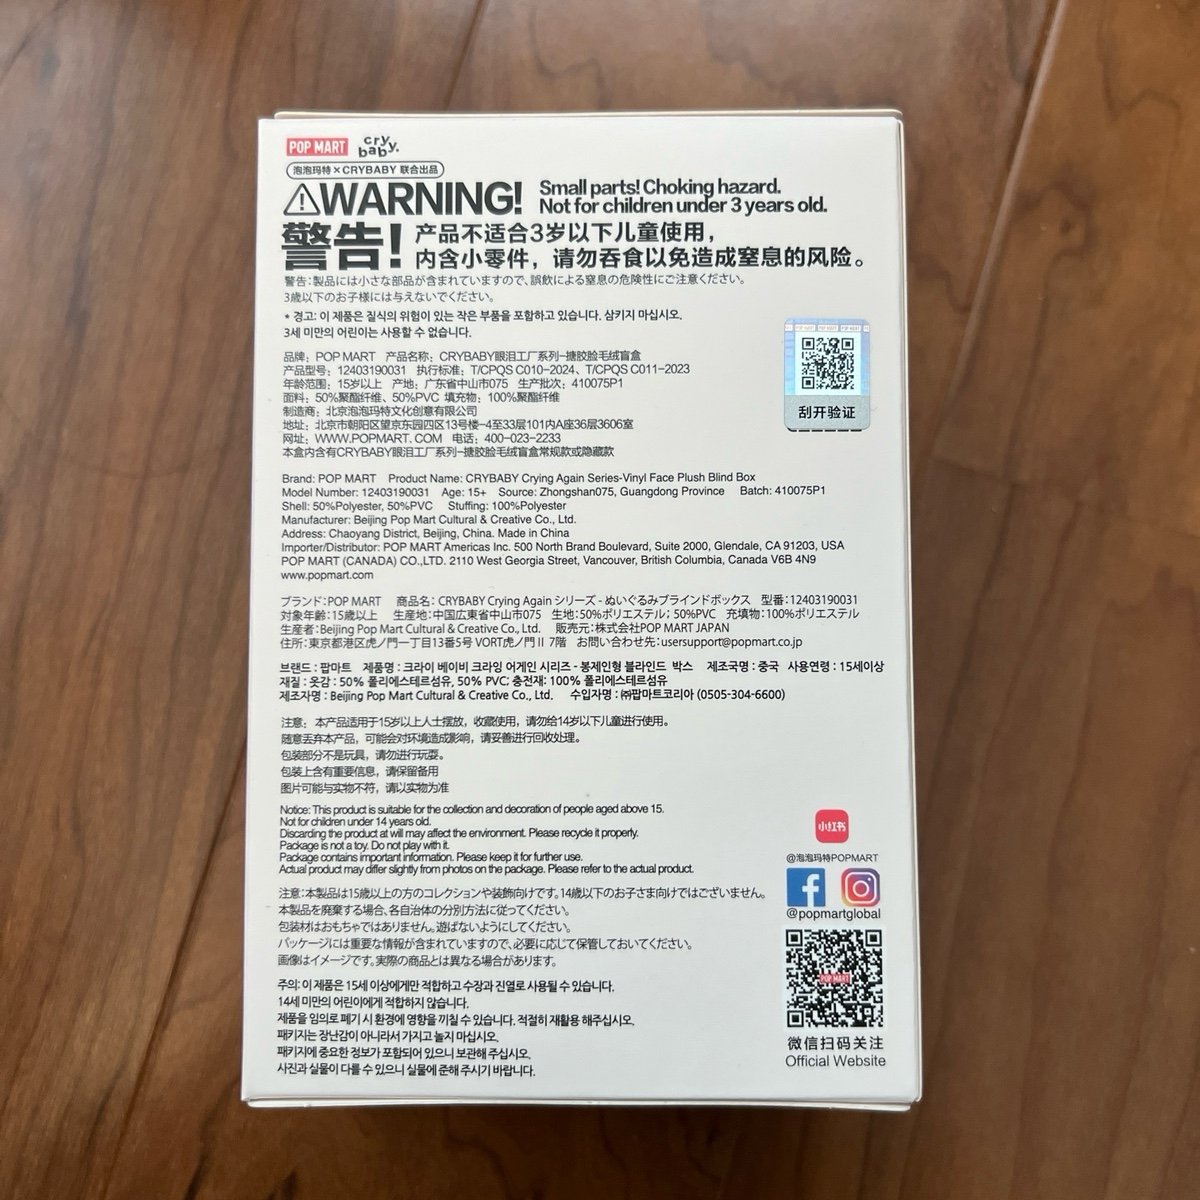 POP MART cry baby.
泡泡玛特×CRYBABY 联合出品
WARNING! Small parts! Choking hazard.
Not for children under 3 years old.
警告! 产品不适合3岁以下儿童使用，
内含小零件，请勿吞食以免造成窒息的风险。
警告:製品には小さな部品が含まれていますので、誤飲による窒息の危険性にご注意ください。
3歳以下のお子様には与えないでください。
* 경고: 이 제품은 질식의 위험이 있는 작은 부품을 포함하고 있습니다. 삼키지 마십시오.
3세 미만의 어린이는 사용할 수 없습니다.
品牌：POP MART 产品名称：CRYBABY眼泪工厂系列-搪胶脸毛绒盲盒
产品型号：12403190031 执行标准：T/CPQS C010-2024、T/CPQS C011-2023
年龄范围：15岁以上 产地：广东省中山市075 生产批次：410075P1
面料：50%聚酯纤维、50%PVC 填充物：100%聚酯纤维
制造商：北京泡泡玛特文化创意有限公司
地址：北京市朝阳区望京东园四区13号楼-4至33层101内A座36层3606室
网址：WWW.POPMART.COM 电话：400-023-2233
本盒内含有CRYBABY眼泪工厂系列-搪胶脸毛绒盲盒常规款或隐藏款
刮开验证
Brand: POP MART Product Name: CRYBABY Crying Again Series-Vinyl Face Plush Blind Box
Model Number: 12403190031 Age: 15+ Source: Zhongshan075, Guangdong Province Batch: 410075P1
Shell: 50%Polyester, 50%PVC Stuffing: 100%Polyester
Manufacturer: Beijing Pop Mart Cultural & Creative Co., Ltd.
Address: Chaoyang District, Beijing, China. Made in China
Importer/Distributor: POP MART Americas Inc. 500 North Brand Boulevard, Suite 2000, Glendale, CA 91203, USA
POP MART (CANADA) CO.,LTD. 2110 West Georgia Street, Vancouver, British Columbia, Canada V6B 4N9
www.popmart.com
ブランド:POP MART 商品名: CRYBABY Crying Again シリーズ - ぬいぐるみブラインドボックス 型番:12403190031
対象年齢:15歳以上 生産地:中国広東省中山市075 生地:50%ポリエステル; 50%PVC 充填物:100%ポリエステル
生産者:Beijing Pop Mart Cultural & Creative Co., Ltd. 販売元:株式会社POP MART JAPAN
住所:東京都港区虎ノ門一丁目13番5号 VORT虎ノ門II 7階 お問い合わせ先:usersupport@popmart.co.jp
브랜드 : 팝마트 제품명 : 크라이 베이비 크라잉 어게인 시리즈 - 봉제인형 블라인드 박스 제조국명 : 중국 사용연령 : 15세이상
재질 : 옷감 : 50% 폴리에스테르섬유, 50% PVC; 충전재: 100% 폴리에스테르섬유
제조자명 : Beijing Pop Mart Cultural & Creative Co., Ltd. 수입자명 : ㈜팝마트코리아 (0505-304-6600)
注意：本产品适用于15岁以上人士摆放，收藏使用，请勿给14岁以下儿童进行使用。
随意丢弃本产品，可能会对环境造成影响，请妥善进行回收处理。
包装部分不是玩具，请勿进行玩耍。
包装上含有重要信息，请保留备用
图片可能与实物不符，请以实物为准
Notice: This product is suitable for the collection and decoration of people aged above 15.
Not for children under 14 years old.
Discarding the product at will may affect the environment. Please recycle it properly.
Package is not a toy. Do not play with it.
Package contains important information. Please keep it for further use.
Actual product may differ slightly from photos on the package. Please refer to the actual product.
注意:本製品は15歳以上の方のコレクションや装飾向けです。14歳以下のお子さま向けではございません。
本製品を廃棄する場合、各自治体の分別方法に従ってください。
包装材はおもちゃではありません。遊ばないようにしてください。
パッケージには重要な情報が含まれていますので、必要に応じて保管しておいてください。
画像はイメージです。実際の商品とは異なる場合があります。
주의: 이 제품은 15세 이상에게만 적합하고 수장과 진열로 사용될 수 있습니다.
14세 미만의 어린이에게 적합하지 않습니다.
제품을 임의로 폐기 시 환경에 영향을 끼칠 수 있습니다. 적절히 재활용 해주십시오.
패키지는 장난감이 아니라서 가지고 놀지 마십시오.
패키지에 중요한 정보가 포함되어 있으니 보관해 주십시오.
사진과 실물이 다를 수 있으니 실물에 준해 주시기 바랍니다.
小红书
@泡泡玛特POPMART
@popmartglobal
POP MART
微信扫码关注
Official Website